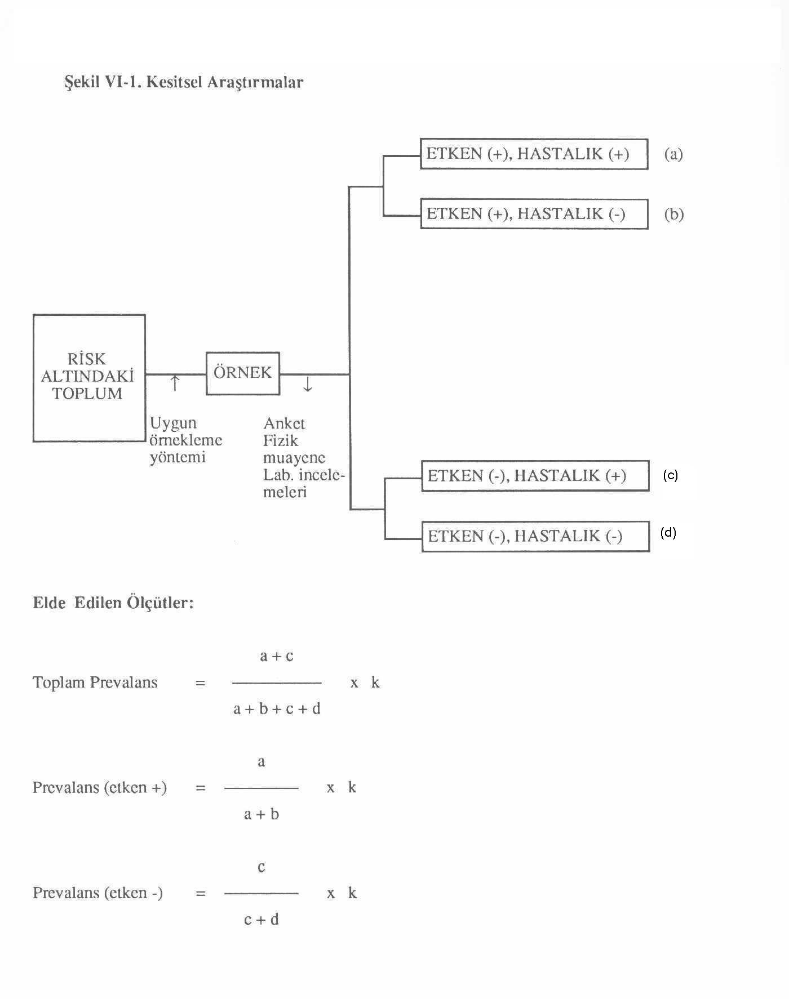 Şekil VI-1. Kesitsel Araştırmalar
ETKEN (+), HASTALIK (+) (a)
ETKEN (+), HASTALIK (-) (b)
RİSK
ALTINDAKİ
TOPLUM
ÖRNEK
Uygun
örnekleme
yöntemi
Anket
Fizik
muayene
Lab. incele-
meleri
ETKEN (-), HASTALIK (+) (c)
ETKEN (-), HASTALIK (-) (d)
Elde Edilen Ölçütler:
a + c
Toplam Prevalans = x k
a + b + c + d
a
Prevalans (etken +) = x k
a + b
c
Prevalans (etken -) = x k
c + d